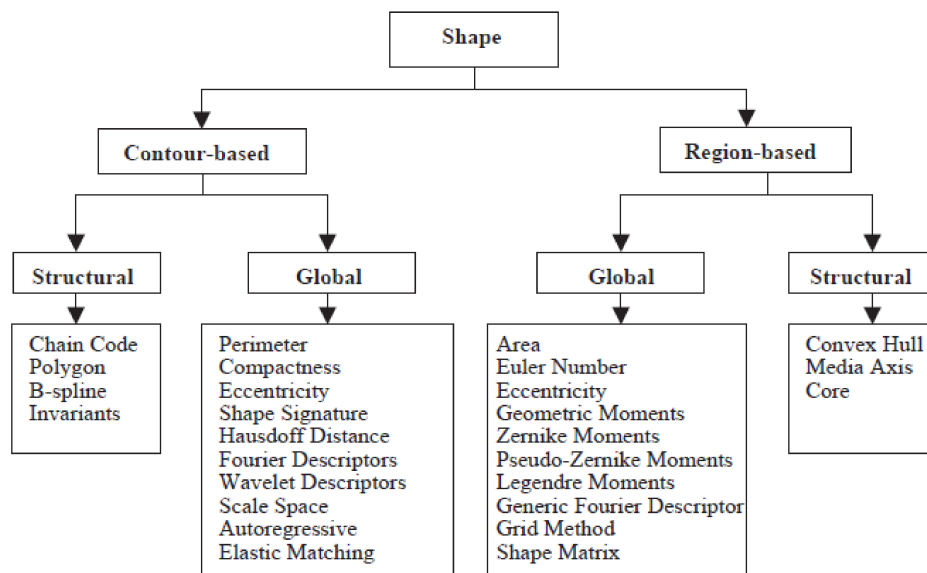 Shape
Contour-based
Region-based
Structural
Global
Global
Structural
Chain Code
Polygon
B-spline
Invariants
Perimeter
Compactness
Eccentricity
Shape Signature
Hausdoff Distance
Fourier Descriptors
Wavelet Descriptors
Scale Space
Autoregressive
Elastic Matching
Area
Euler Number
Eccentricity
Geometric Moments
Zernike Moments
Pseudo-Zernike Moments
Legendre Moments
Generic Fourier Descriptor
Grid Method
Shape Matrix
Convex Hull
Media Axis
Core